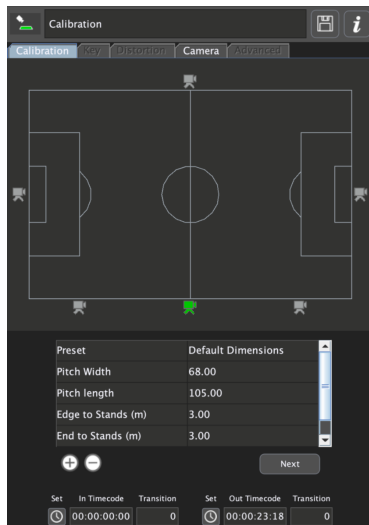 Calibration
i
Calibration Key Distortion Camera Advanced
Preset Default Dimensions
Pitch Width 68.00
Pitch length 105.00
Edge to Stands (m) 3.00
End to Stands (m) 3.00
Next
Set In Timecode Transition Set Out Timecode Transition
00:00:00:00 0 00:00:23:18 0